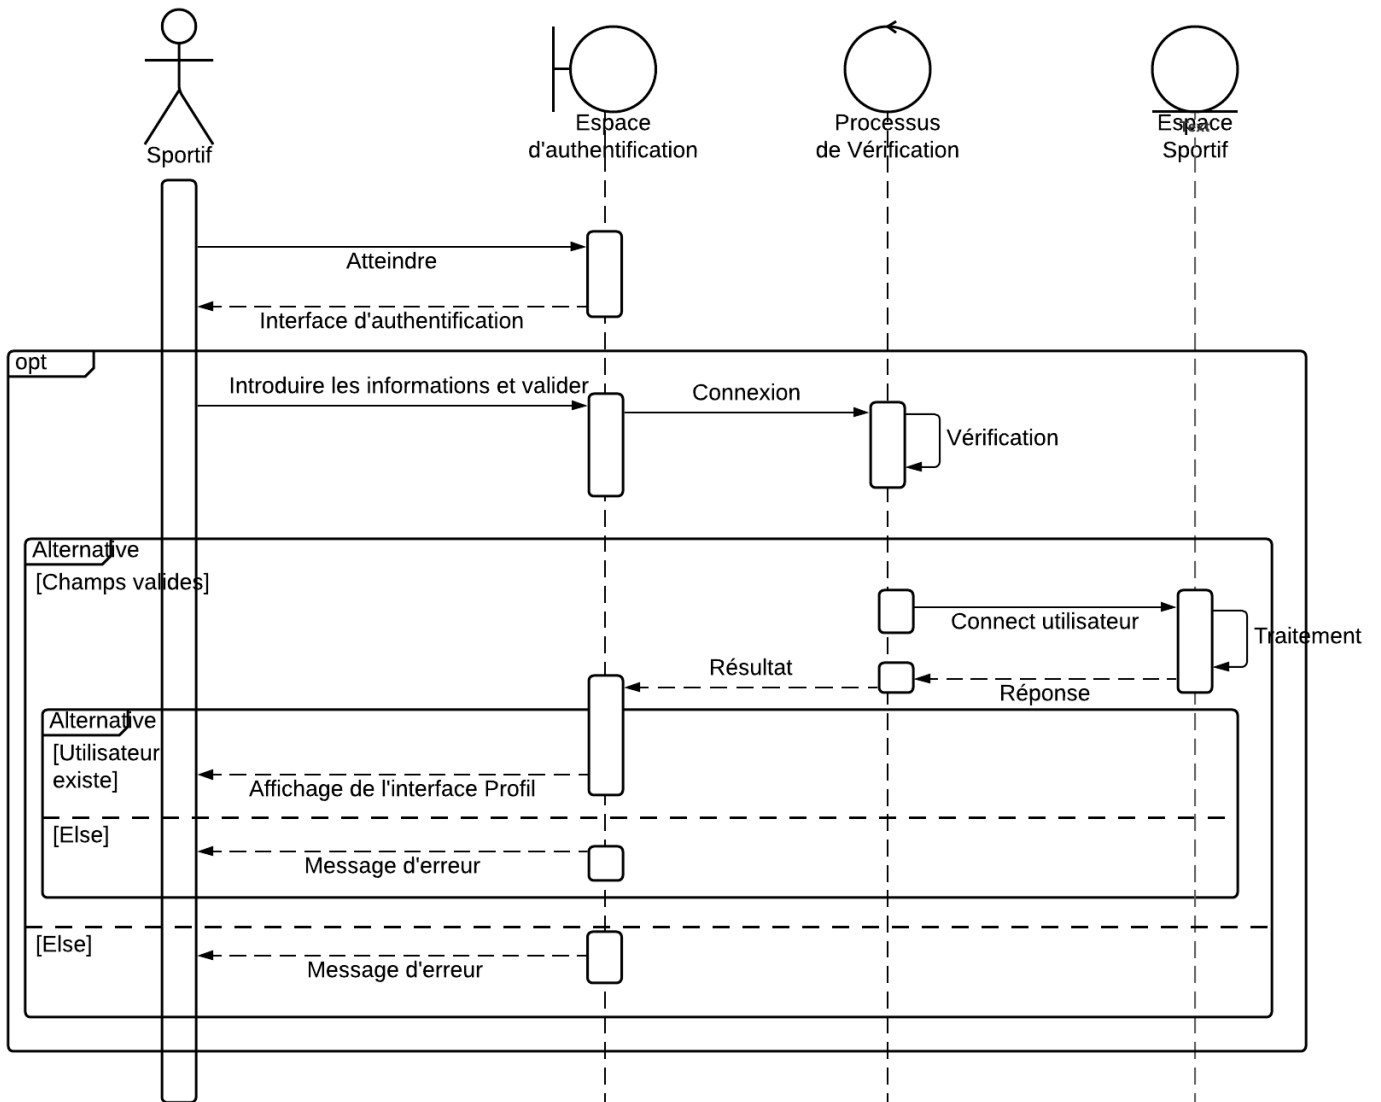 Sportif
Espace
d'authentification
Processus
de Vérification
Espace
Text
Sportif
Atteindre
Interface d'authentification
opt
Introduire les informations et valider
Connexion
Vérification
Alternative
[Champs valides]
Connect utilisateur
Traitement
Résultat
Réponse
Alternative
[Utilisateur
existe]
Affichage de l'interface Profil
[Else]
Message d'erreur
[Else]
Message d'erreur